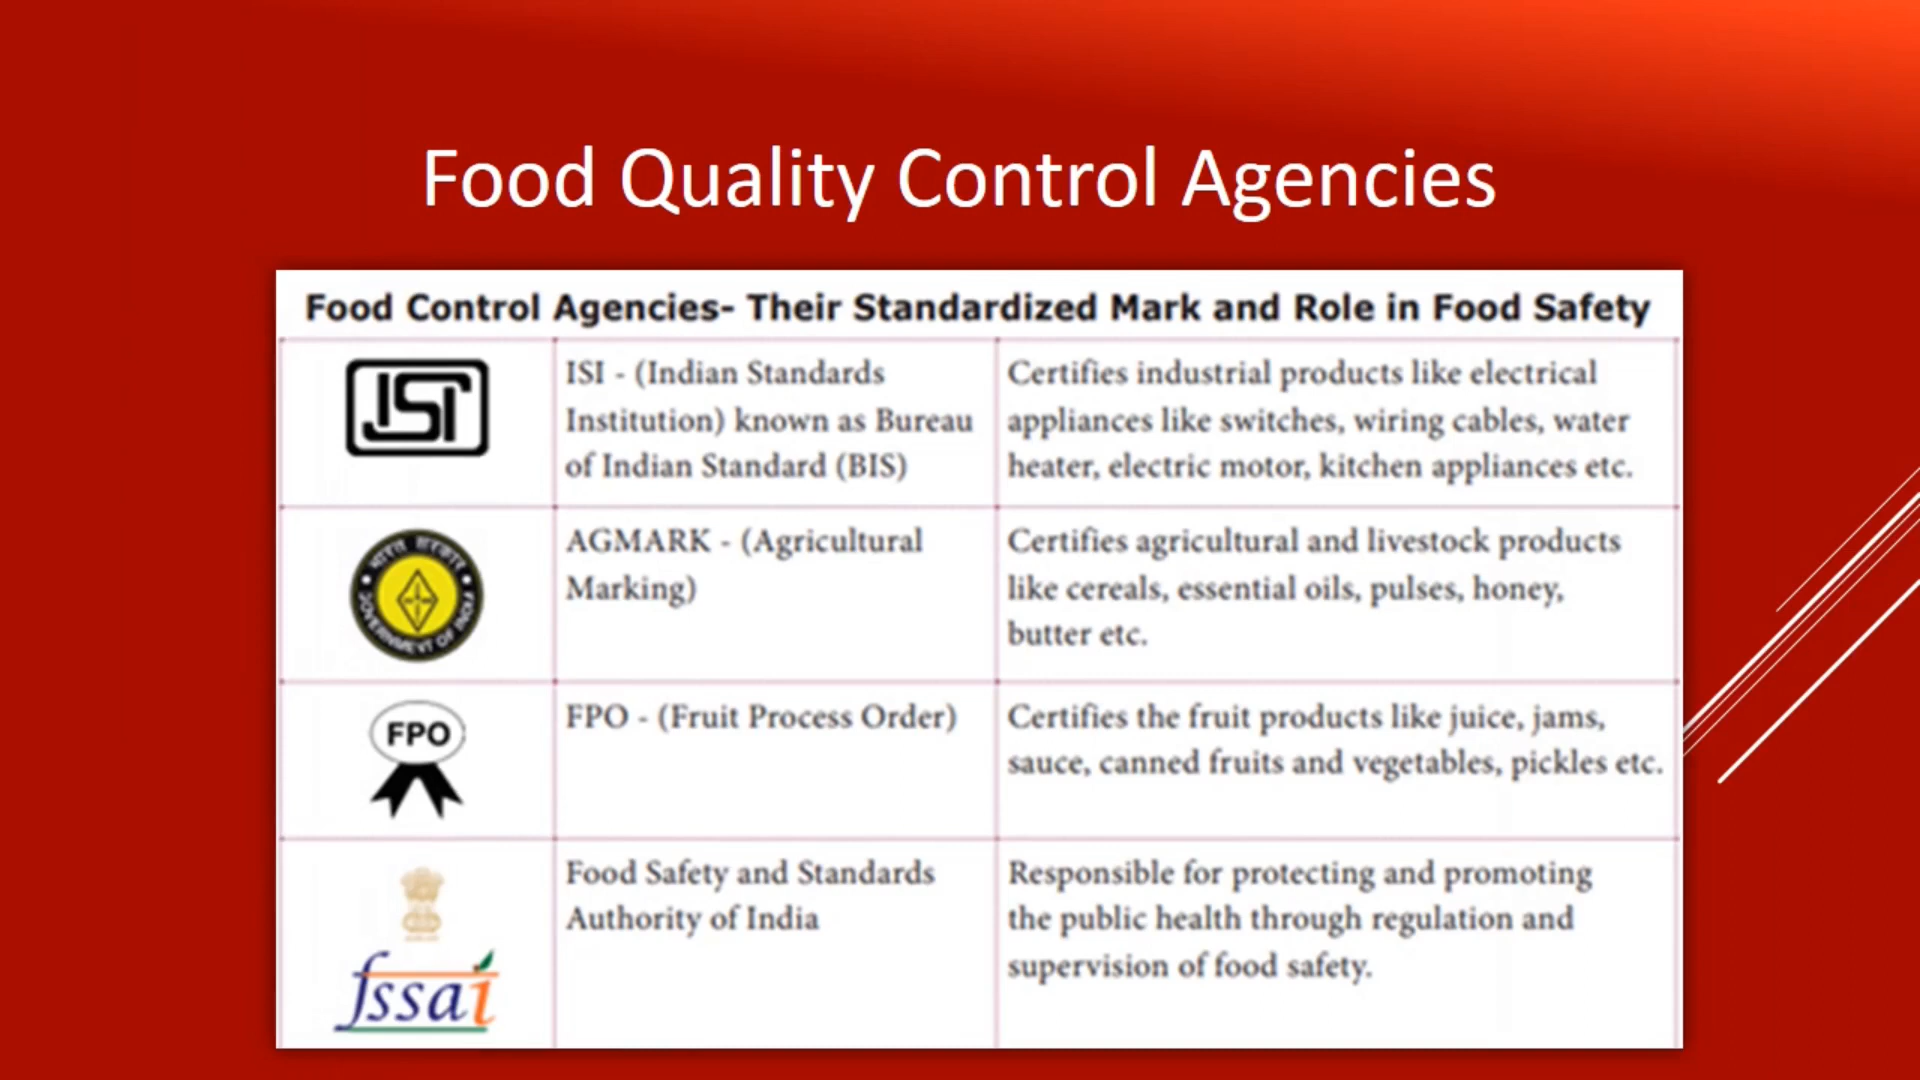 Food Quality Control Agencies
Food Control Agencies- Their Standardized Mark and Role in Food Safety
ISI
ISI - (Indian Standards
Institution) known as Bureau
of Indian Standard (BIS)
Certifies industrial products like electrical
appliances like switches, wiring cables, water
heater, electric motor, kitchen appliances etc.
भारत सरकार
GOVERNMENT OF INDIA
AGMARK - (Agricultural
Marking)
Certifies agricultural and livestock products
like cereals, essential oils, pulses, honey,
butter etc.
FPO
FPO - (Fruit Process Order)
Certifies the fruit products like juice, jams,
sauce, canned fruits and vegetables, pickles etc.
fssai
Food Safety and Standards
Authority of India
Responsible for protecting and promoting
the public health through regulation and
supervision of food safety.